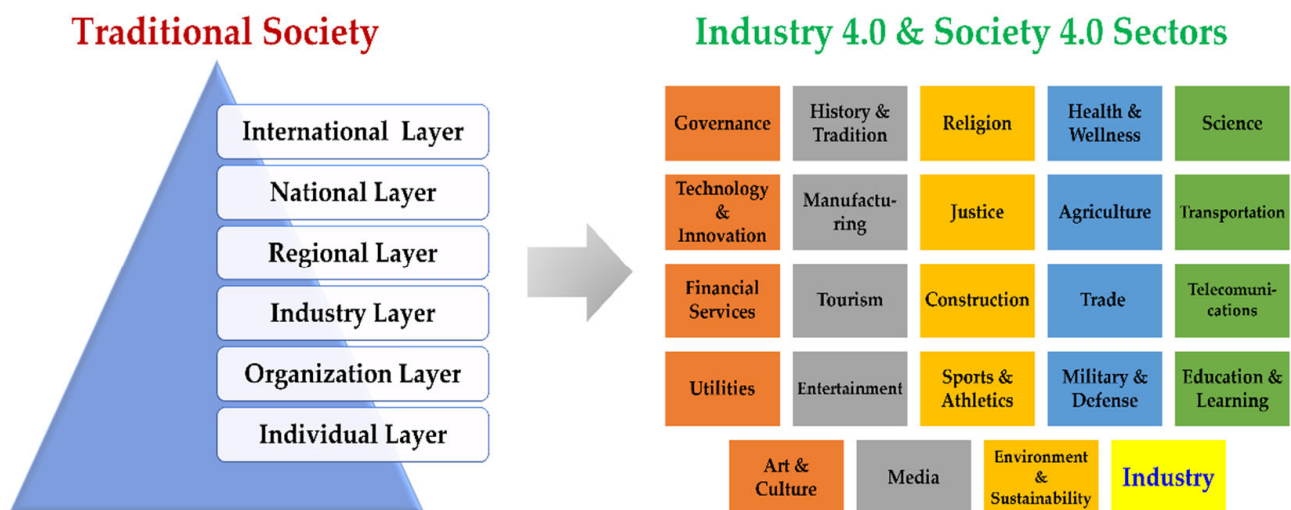 Traditional Society
International Layer
National Layer
Regional Layer
Industry Layer
Organization Layer
Individual Layer
Industry 4.0 & Society 4.0 Sectors
Governance
History &
Tradition
Religion
Health &
Wellness
Science
Technology
&
Innovation
Manufactu-
ring
Justice
Agriculture
Transportation
Financial
Services
Tourism
Construction
Trade
Telecomuni-
cations
Utilities
Entertainment
Sports &
Athletics
Military &
Defense
Education &
Learning
Art &
Culture
Media
Environment
&
Sustainability
Industry